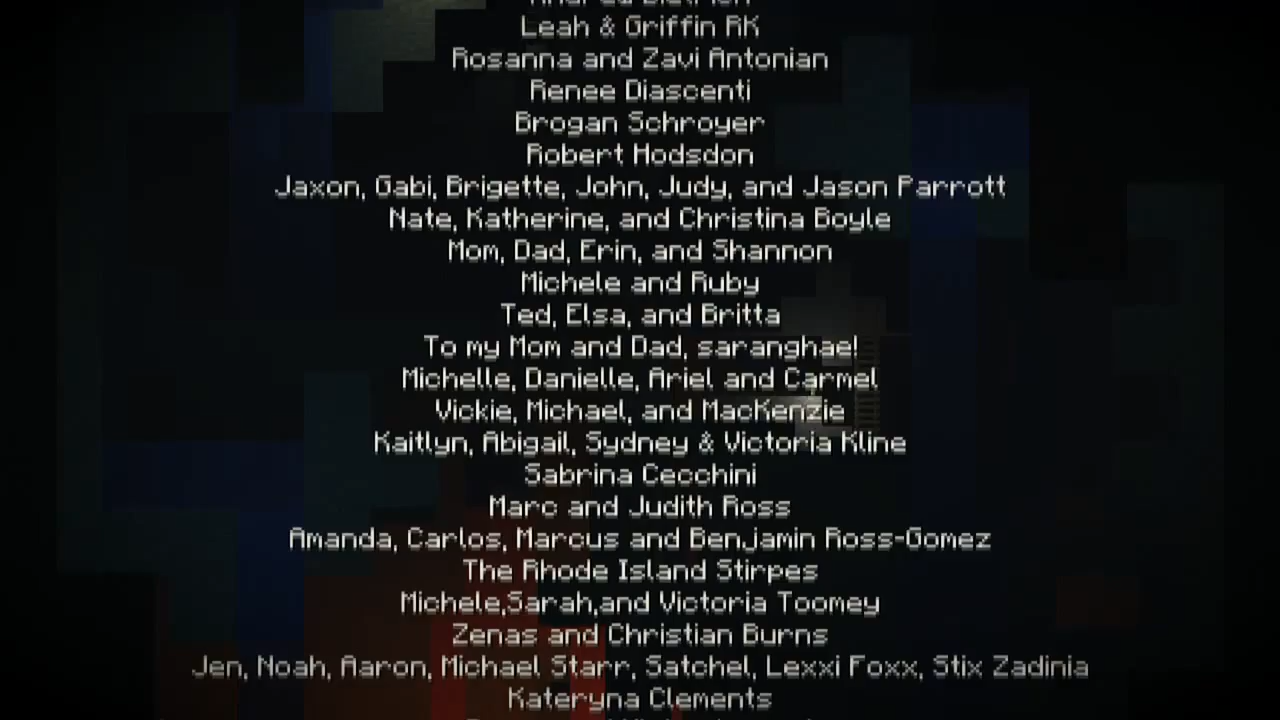 Leah & Griffin RK
Rosanna and Zavi Antonian
Renee Diascenti
Brogan Schroyer
Robert Hodsdon
Jaxon, Gabi, Brigette, John, Judy, and Jason Parrott
Nate, Katherine, and Christina Boyle
Mom, Dad, Erin, and Shannon
Michele and Ruby
Ted, Elsa, and Britta
To my Mom and Dad, saranghae!
Michelle, Danielle, Ariel and Carmel
Vickie, Michael, and MacKenzie
Kaitlyn, Abigail, Sydney & Victoria Kline
Sabrina Cecchini
Marc and Judith Ross
Amanda, Carlos, Marcus and Benjamin Ross-Gomez
The Rhode Island Stirpes
Michele,Sarah,and Victoria Toomey
Zenas and Christian Burns
Jen, Noah, Aaron, Michael Starr, Satchel, Lexxi Foxx, Stix Zadinia
Kateryna Clements